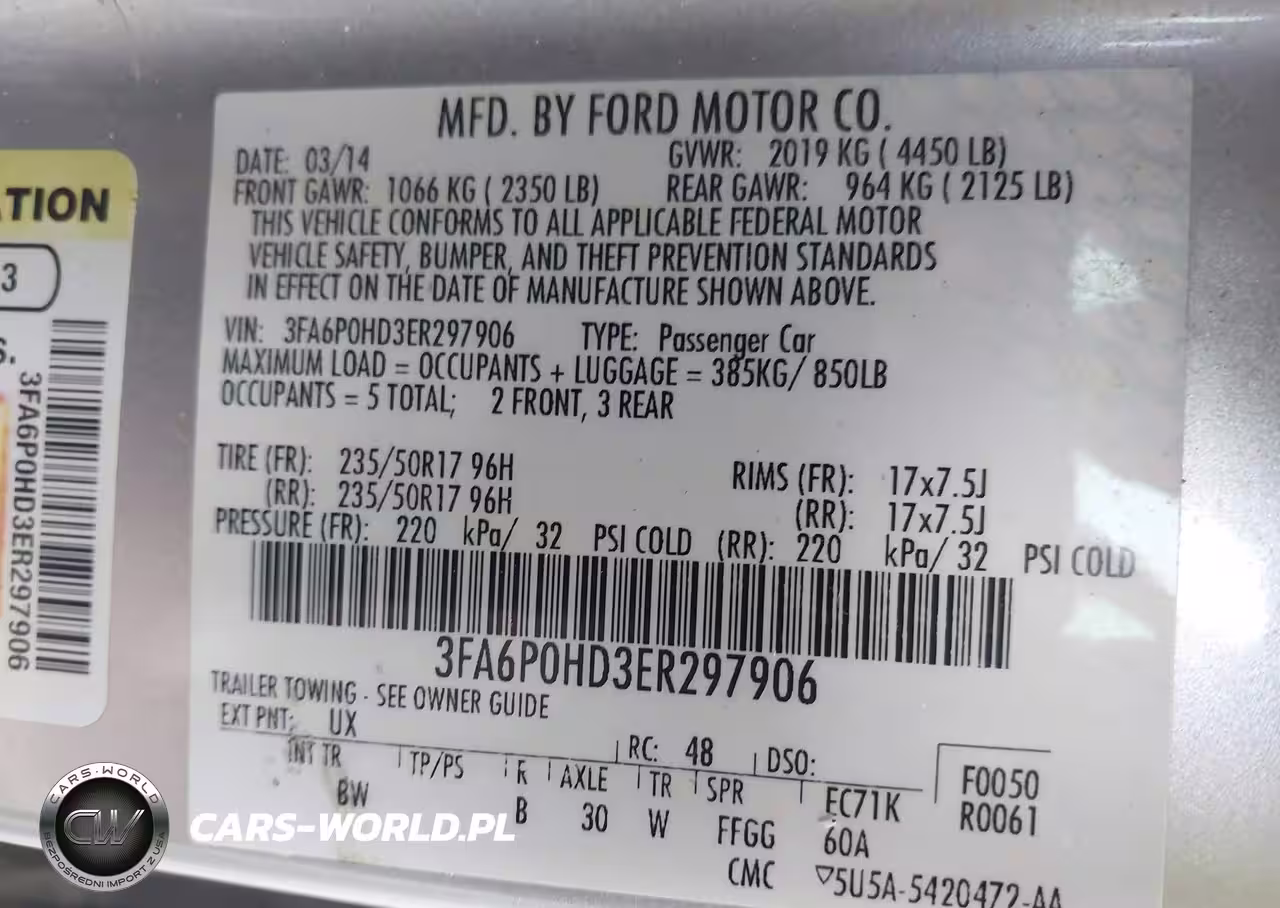 MFD. BY FORD MOTOR CO.
DATE: 03/14 GVWR: 2019 KG ( 4450 LB)
FRONT GAWR: 1066 KG ( 2350 LB) REAR GAWR: 964 KG ( 2125 LB)
THIS VEHICLE CONFORMS TO ALL APPLICABLE FEDERAL MOTOR
VEHICLE SAFETY, BUMPER, AND THEFT PREVENTION STANDARDS
IN EFFECT ON THE DATE OF MANUFACTURE SHOWN ABOVE.
VIN: 3FA6P0HD3ER297906 TYPE: Passenger Car
MAXIMUM LOAD = OCCUPANTS + LUGGAGE = 385KG/ 850LB
OCCUPANTS = 5 TOTAL; 2 FRONT, 3 REAR
TIRE (FR): 235/50R17 96H RIMS (FR): 17x7.5J
(RR): 235/50R17 96H (RR): 17x7.5J
PRESSURE (FR): 220 kPa/ 32 PSI COLD (RR): 220 kPa/ 32 PSI COLD
3FA6P0HD3ER297906
TRAILER TOWING - SEE OWNER GUIDE
EXT PNT: UX RC: 48 DSO:
INT TR TP/PS R AXLE TR SPR EC71K F0050
BW B 30 W FFGG 60A R0061
CMC ▽5U5A-5420472-AA
ATION
3
S.
3FA6P0HD3ER297906
CARS-WORLD
CW
BEZPOŚREDNI IMPORT Z USA
CARS-WORLD.PL